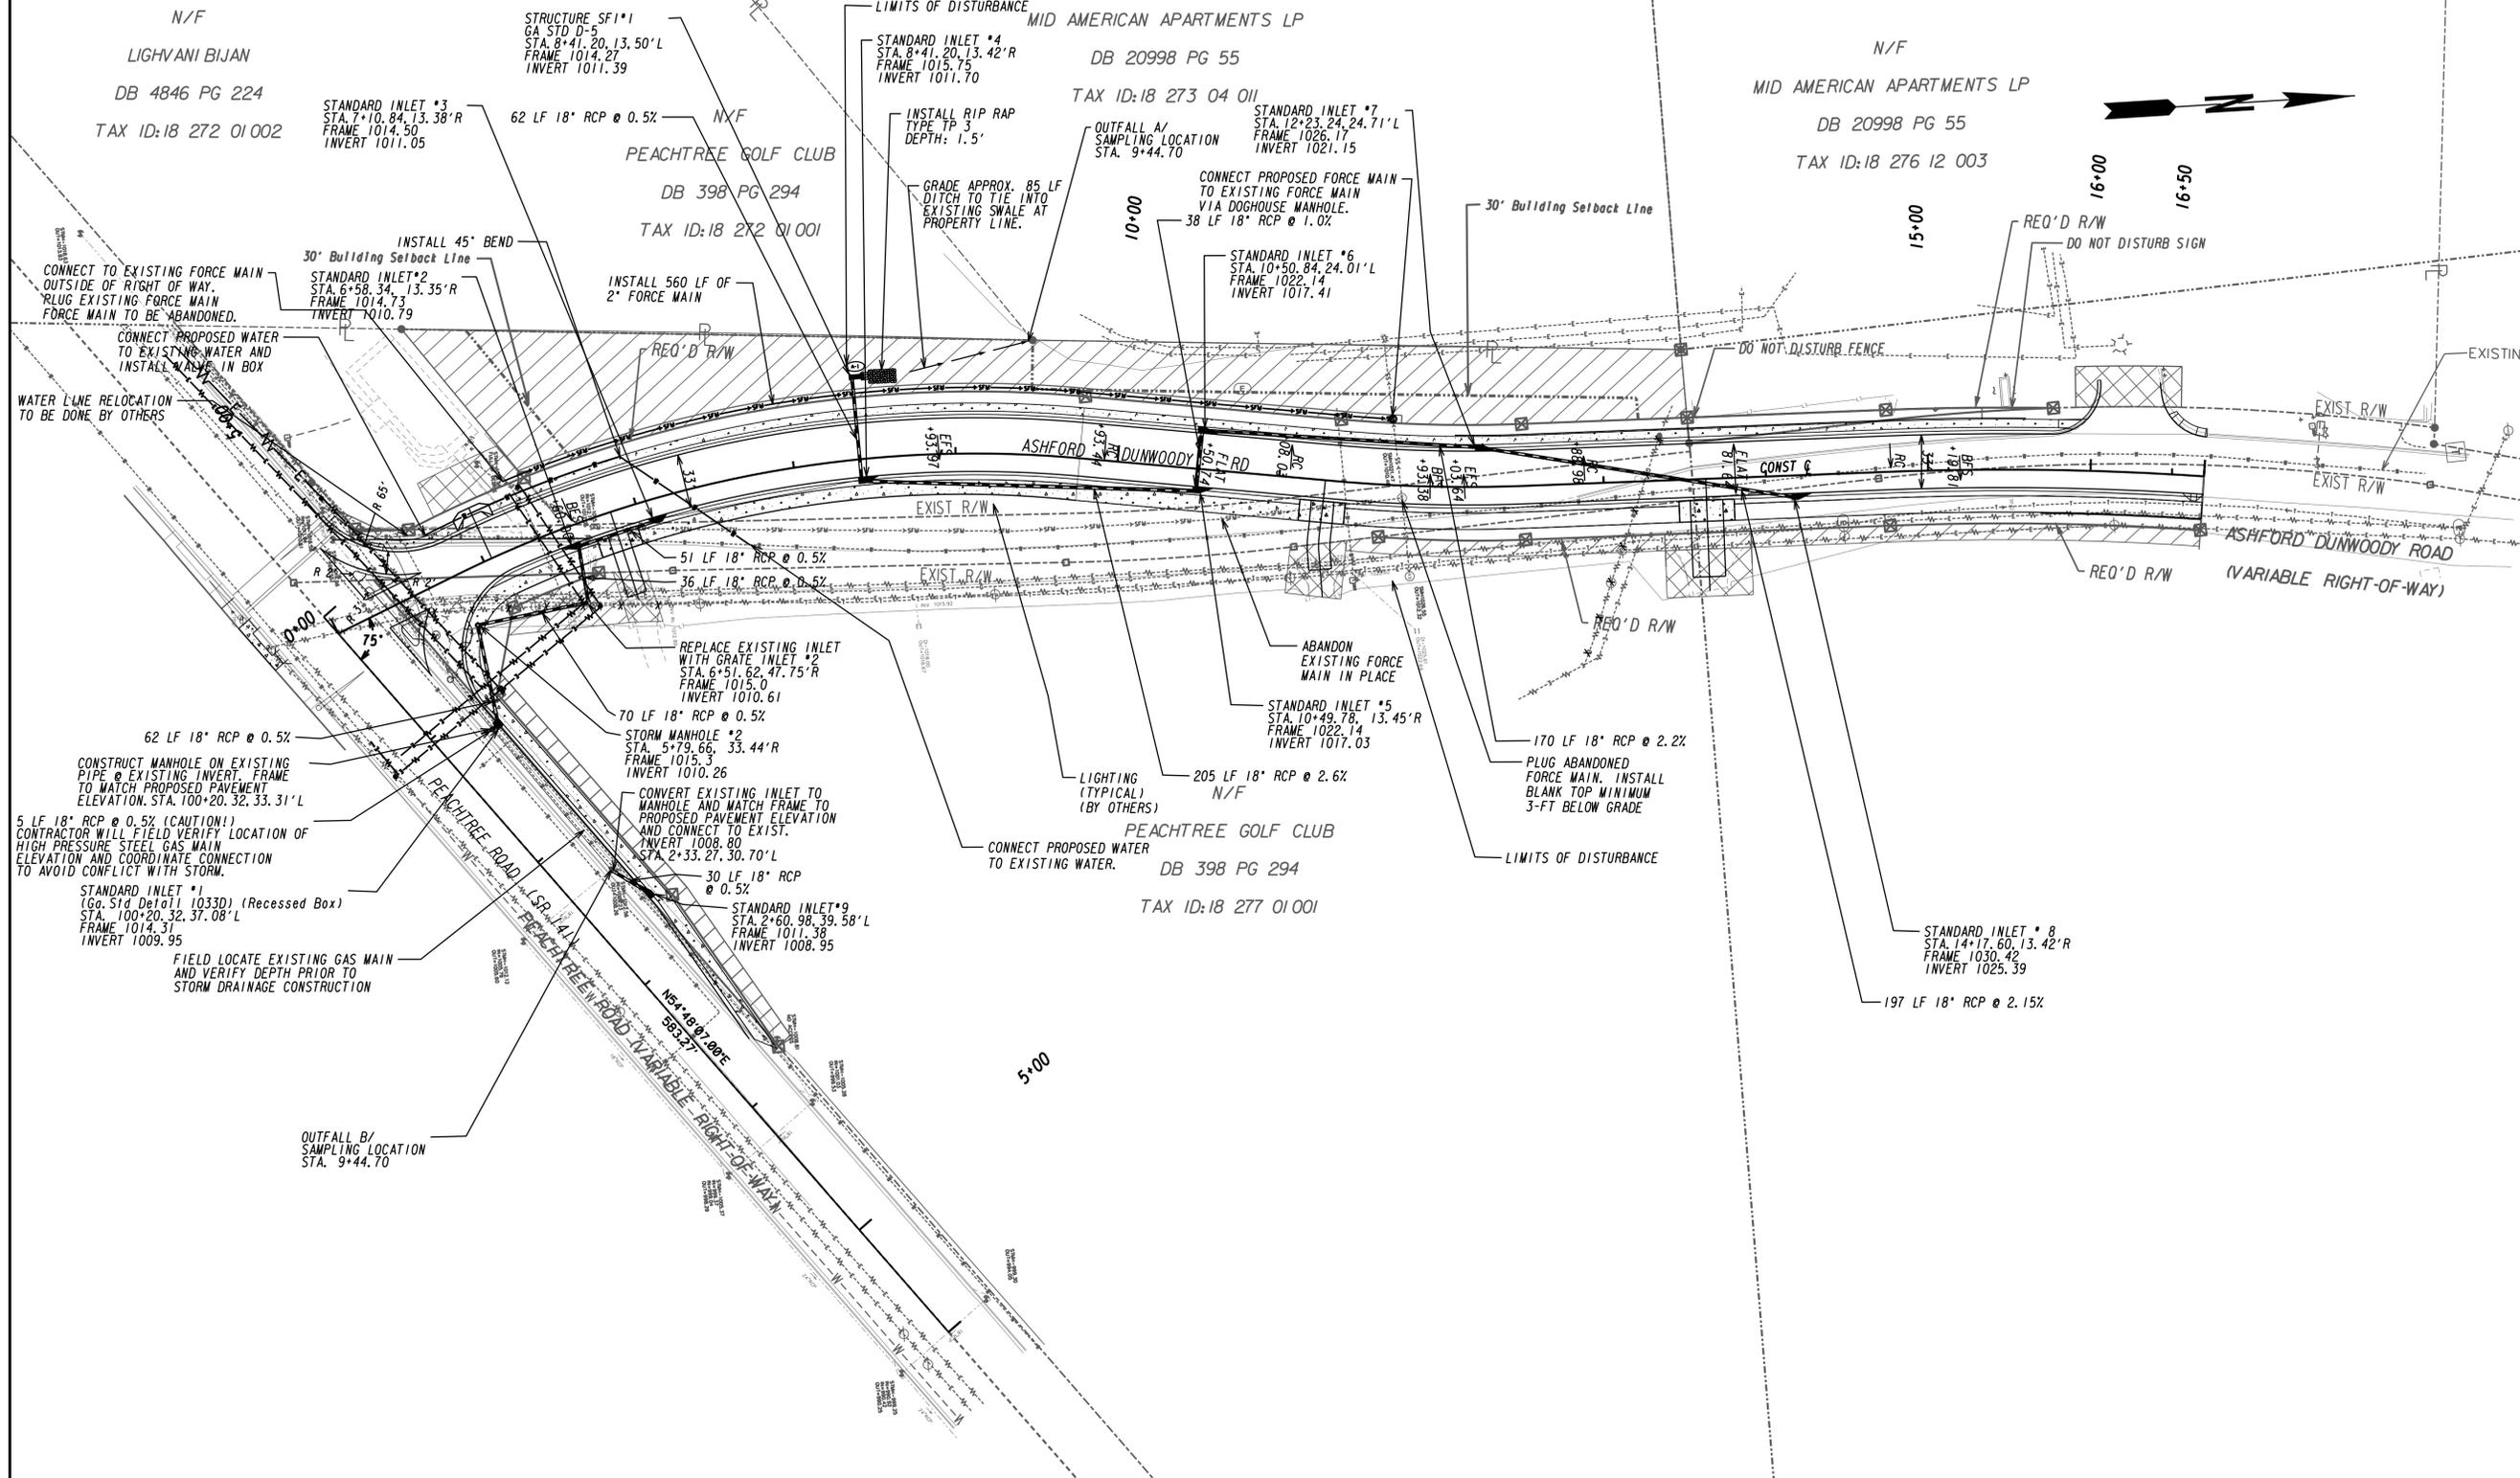 N/F
LIGHVANI BIJAN
DB 4846 PG 224
TAX ID:18 272 01 002
STRUCTURE SF1#1
GA STD D-5
STA. 8+41.20, 13.50'L
FRAME 1014.27
INVERT 1011.39
LIMITS OF DISTURBANCE
STANDARD INLET #4
STA. 8+41.20, 13.42'R
FRAME 1015.75
INVERT 1011.70
MID AMERICAN APARTMENTS LP
DB 20998 PG 55
TAX ID:18 273 04 011
N/F
MID AMERICAN APARTMENTS LP
DB 20998 PG 55
TAX ID:18 276 12 003
N
STANDARD INLET #3
STA. 7+10.84, 13.38'R
FRAME 1014.50
INVERT 1011.05
62 LF 18" RCP @ 0.5%
N/F
PEACHTREE GOLF CLUB
DB 398 PG 294
TAX ID:18 272 01 001
INSTALL RIP RAP
TYPE TP 3
DEPTH: 1.5'
OUTFALL A/
SAMPLING LOCATION
STA. 9+44.70
STANDARD INLET #7
STA. 12+23.24, 24.71'L
FRAME 1026.17
INVERT 1021.15
GRADE APPROX. 85 LF
DITCH TO TIE INTO
EXISTING SWALE AT
PROPERTY LINE.
CONNECT PROPOSED FORCE MAIN
TO EXISTING FORCE MAIN
VIA DOGHOUSE MANHOLE.
38 LF 18" RCP @ 1.0%
10+00
30' Building Setback Line
15+00
16+00
16+50
REQ'D R/W
DO NOT DISTURB SIGN
INSTALL 45° BEND
30' Building Setback Line
CONNECT TO EXISTING FORCE MAIN
OUTSIDE OF RIGHT OF WAY.
PLUG EXISTING FORCE MAIN
FORCE MAIN TO BE ABANDONED.
STANDARD INLET#2
STA. 6+58.34, 13.35'R
FRAME 1014.73
INVERT 1010.79
INSTALL 560 LF OF
2" FORCE MAIN
STANDARD INLET #6
STA. 10+50.84, 24.01'L
FRAME 1022.14
INVERT 1017.41
CONNECT PROPOSED WATER
TO EXISTING WATER AND
INSTALL VALVE IN BOX
REQ'D R/W
DO NOT DISTURB FENCE
EXISTIN
WATER LINE RELOCATION
TO BE DONE BY OTHERS
EXIST R/W
ASHFORD DUNWOODY RD
CONST ℄
EXIST R/W
EXIST R/W
R 65'
33'
EFS
+93.97
RC
+93.44
FLAT
+50.74
RC
BFS
+93.38
EFS
+03.64
RC
+88.98
FLAT
RC
33'
BFS
+19.81
ASHFORD DUNWOODY ROAD
(VARIABLE RIGHT-OF-WAY)
REQ'D R/W
51 LF 18" RCP @ 0.5%
36 LF 18" RCP @ 0.5%
EXIST R/W
R 2'
R 2'
0+00
75°
REQ'D R/W
REPLACE EXISTING INLET
WITH GRATE INLET #2
STA. 6+51.62, 47.75'R
FRAME 1015.0
INVERT 1010.61
ABANDON
EXISTING FORCE
MAIN IN PLACE
70 LF 18" RCP @ 0.5%
STORM MANHOLE #2
STA. 5+79.66, 33.44'R
FRAME 1015.3
INVERT 1010.26
STANDARD INLET #5
STA. 10+49.78, 13.45'R
FRAME 1022.14
INVERT 1017.03
62 LF 18" RCP @ 0.5%
CONSTRUCT MANHOLE ON EXISTING
PIPE @ EXISTING INVERT. FRAME
TO MATCH PROPOSED PAVEMENT
ELEVATION. STA. 100+20.32, 33.31'L
170 LF 18" RCP @ 2.2%
PLUG ABANDONED
FORCE MAIN. INSTALL
BLANK TOP MINIMUM
3-FT BELOW GRADE
LIGHTING
(TYPICAL)
(BY OTHERS)
205 LF 18" RCP @ 2.6%
N/F
PEACHTREE GOLF CLUB
DB 398 PG 294
TAX ID:18 277 01 001
CONVERT EXISTING INLET TO
MANHOLE AND MATCH FRAME TO
PROPOSED PAVEMENT ELEVATION
AND CONNECT TO EXIST.
INVERT 1008.80
STA. 2+33.27, 30.70'L
5 LF 18" RCP @ 0.5% (CAUTION!)
CONTRACTOR WILL FIELD VERIFY LOCATION OF
HIGH PRESSURE STEEL GAS MAIN
ELEVATION AND COORDINATE CONNECTION
TO AVOID CONFLICT WITH STORM.
CONNECT PROPOSED WATER
TO EXISTING WATER.
LIMITS OF DISTURBANCE
STANDARD INLET #1
(Ga. Std Detail 1033D) (Recessed Box)
STA. 100+20.32, 37.08'L
FRAME 1014.31
INVERT 1009.95
30 LF 18" RCP
@ 0.5%
STANDARD INLET#9
STA. 2+60.98, 39.58'L
FRAME 1011.38
INVERT 1008.95
FIELD LOCATE EXISTING GAS MAIN
AND VERIFY DEPTH PRIOR TO
STORM DRAINAGE CONSTRUCTION
STANDARD INLET # 8
STA. 14+17.60, 13.42'R
FRAME 1030.42
INVERT 1025.39
197 LF 18" RCP @ 2.15%
PEACHTREE ROAD (SR 141)
PEACHTREE ROAD (VARIABLE RIGHT-OF-WAY)
N54°48'07.00"E
583.27'
5+00
OUTFALL B/
SAMPLING LOCATION
STA. 9+44.70